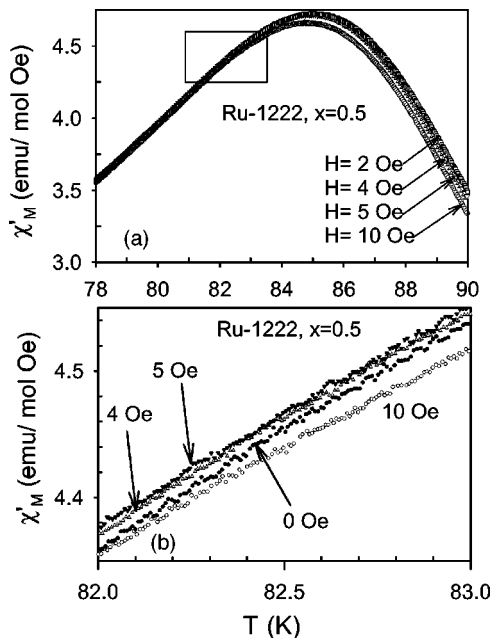 4.5
4.0
3.5
3.0
χ'M (emu/ mol Oe)
Ru-1222, x=0.5
H= 2 Oe
H= 4 Oe
H= 5 Oe
H= 10 Oe
(a)
78 80 82 84 86 88 90
Ru-1222, x=0.5
4.5
4.4
χ'M (emu/ mol Oe)
5 Oe
4 Oe
10 Oe
0 Oe
(b)
82.0 82.5 83.0
T (K)